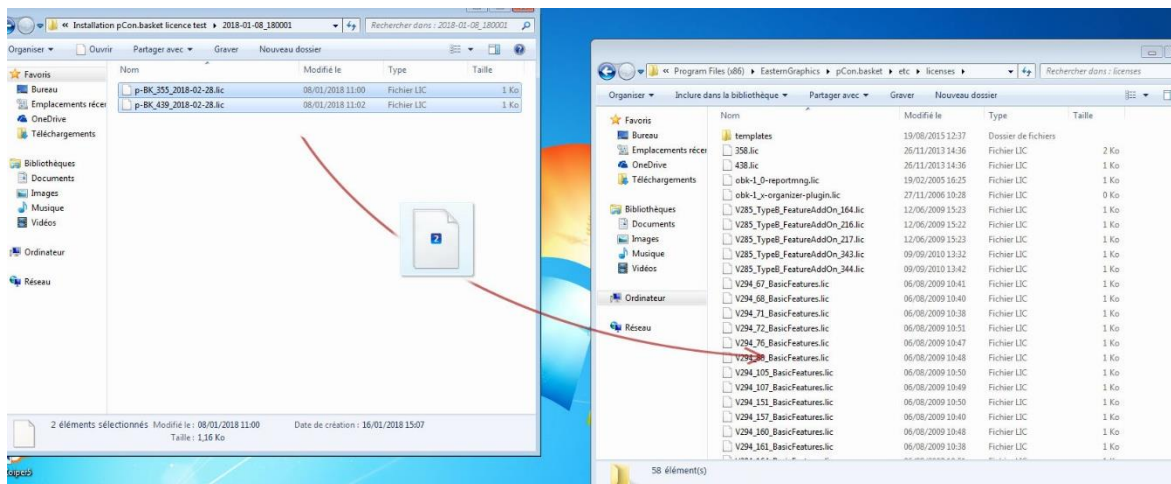 « Installation pCon.basket licence test ▸ 2018-01-08_180001
Rechercher dans : 2018-01-08_180001
Organiser Ouvrir Partager avec Graver Nouveau dossier
Favoris
Bureau
Emplacements récer
OneDrive
Téléchargements
Bibliothèques
Documents
Images
Musique
Vidéos
Ordinateur
Réseau
Nom Modifié le Type Taille
p-BK_355_2018-02-28.lic 08/01/2018 11:00 Fichier LIC 1 Ko
p-BK_439_2018-02-28.lic 08/01/2018 11:02 Fichier LIC 1 Ko
2
2 éléments sélectionnés Modifié le : 08/01/2018 11:00 Date de création : 16/01/2018 15:07
Taille : 1,16 Ko
« Program Files (x86) ▸ EasternGraphics ▸ pCon.basket ▸ etc ▸ licenses ▸
Rechercher dans : licenses
Organiser Inclure dans la bibliothèque Partager avec Graver Nouveau dossier
Favoris
Bureau
Emplacements récer
OneDrive
Téléchargements
Bibliothèques
Documents
Images
Musique
Vidéos
Ordinateur
Réseau
Nom Modifié le Type Taille
templates 19/08/2015 12:37 Dossier de fichiers
358.lic 26/11/2013 14:36 Fichier LIC 2 Ko
438.lic 26/11/2013 14:36 Fichier LIC 1 Ko
obk-1_0-reportmng.lic 19/02/2005 16:25 Fichier LIC 1 Ko
obk-1_x-organizer-plugin.lic 27/11/2006 10:28 Fichier LIC 0 Ko
V285_TypeB_FeatureAddOn_164.lic 12/06/2009 15:23 Fichier LIC 1 Ko
V285_TypeB_FeatureAddOn_216.lic 12/06/2009 15:22 Fichier LIC 1 Ko
V285_TypeB_FeatureAddOn_217.lic 12/06/2009 15:23 Fichier LIC 1 Ko
V285_TypeB_FeatureAddOn_343.lic 09/09/2010 13:32 Fichier LIC 1 Ko
V285_TypeB_FeatureAddOn_344.lic 09/09/2010 13:42 Fichier LIC 1 Ko
V294_67_BasicFeatures.lic 06/08/2009 10:41 Fichier LIC 1 Ko
V294_68_BasicFeatures.lic 06/08/2009 10:40 Fichier LIC 1 Ko
V294_71_BasicFeatures.lic 06/08/2009 10:38 Fichier LIC 1 Ko
V294_72_BasicFeatures.lic 06/08/2009 10:51 Fichier LIC 1 Ko
V294_76_BasicFeatures.lic 06/08/2009 10:47 Fichier LIC 1 Ko
06/08/2009 10:48 Fichier LIC 1 Ko
V294_105_BasicFeatures.lic 06/08/2009 10:50 Fichier LIC 1 Ko
V294_107_BasicFeatures.lic 06/08/2009 10:49 Fichier LIC 1 Ko
V294_151_BasicFeatures.lic 06/08/2009 10:50 Fichier LIC 1 Ko
V294_157_BasicFeatures.lic 06/08/2009 10:40 Fichier LIC 1 Ko
V294_160_BasicFeatures.lic 06/08/2009 10:48 Fichier LIC 1 Ko
V294_161_BasicFeatures.lic 06/08/2009 10:38 Fichier LIC 1 Ko
58 élément(s)